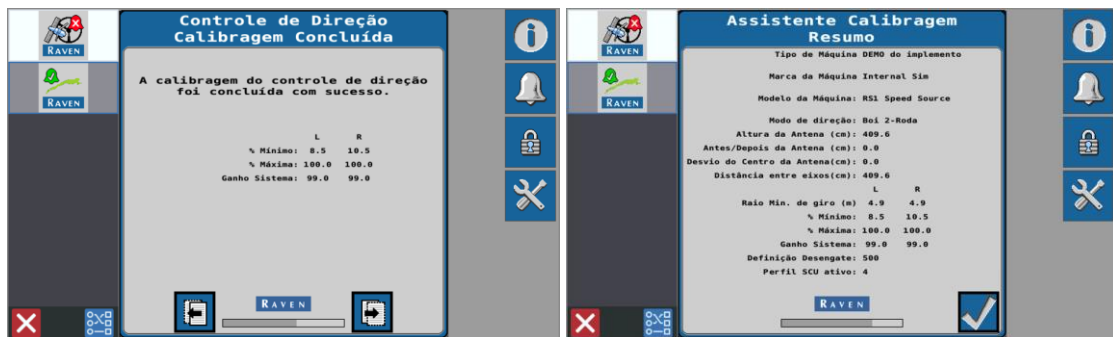 Controle de Direção
Calibragem Concluída
RAVEN
RAVEN
A calibragem do controle de direção
foi concluída com sucesso.
L R
% Mínimo: 8.5 10.5
% Máxima: 100.0 100.0
Ganho Sistema: 99.0 99.0
RAVEN
Assistente Calibragem
Resumo
RAVEN
RAVEN
Tipo de Máquina DEMO do implemento
Marca da Máquina Internal Sim
Modelo da Máquina: RS1 Speed Source
Modo de direção: Boi 2-Roda
Altura da Antena (cm): 409.6
Antes/Depois da Antena (cm): 0.0
Desvio do Centro da Antena(cm): 0.0
Distância entre eixos(cm): 409.6
L R
Raio Min. de giro (m) 4.9 4.9
% Mínimo: 8.5 10.5
% Máxima: 100.0 100.0
Ganho Sistema: 99.0 99.0
Definição Desengate: 500
Perfil SCU ativo: 4
RAVEN